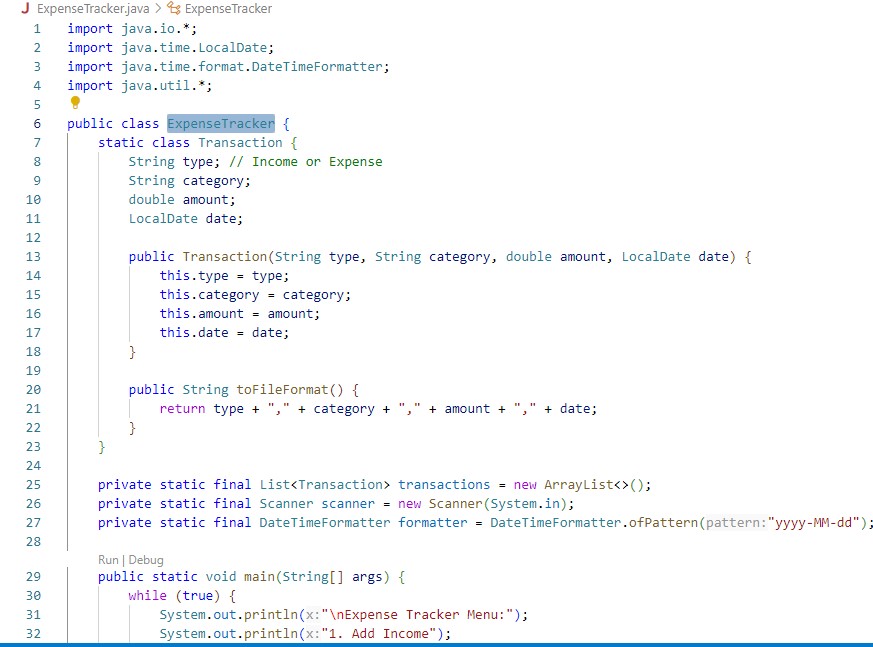 J ExpenseTracker.java > ExpenseTracker
1 import java.io.*;
2 import java.time.LocalDate;
3 import java.time.format.DateTimeFormatter;
4 import java.util.*;
5
6 public class ExpenseTracker {
7     static class Transaction {
8         String type; // Income or Expense
9         String category;
10         double amount;
11         LocalDate date;
12
13         public Transaction(String type, String category, double amount, LocalDate date) {
14             this.type = type;
15             this.category = category;
16             this.amount = amount;
17             this.date = date;
18         }
19
20         public String toFileFormat() {
21             return type + "," + category + "," + amount + "," + date;
22         }
23     }
24
25     private static final List<Transaction> transactions = new ArrayList<>();
26     private static final Scanner scanner = new Scanner(System.in);
27     private static final DateTimeFormatter formatter = DateTimeFormatter.ofPattern(pattern:"yyyy-MM-dd");
28
Run | Debug
29     public static void main(String[] args) {
30         while (true) {
31             System.out.println(x:"\nExpense Tracker Menu:");
32             System.out.println(x:"1. Add Income");